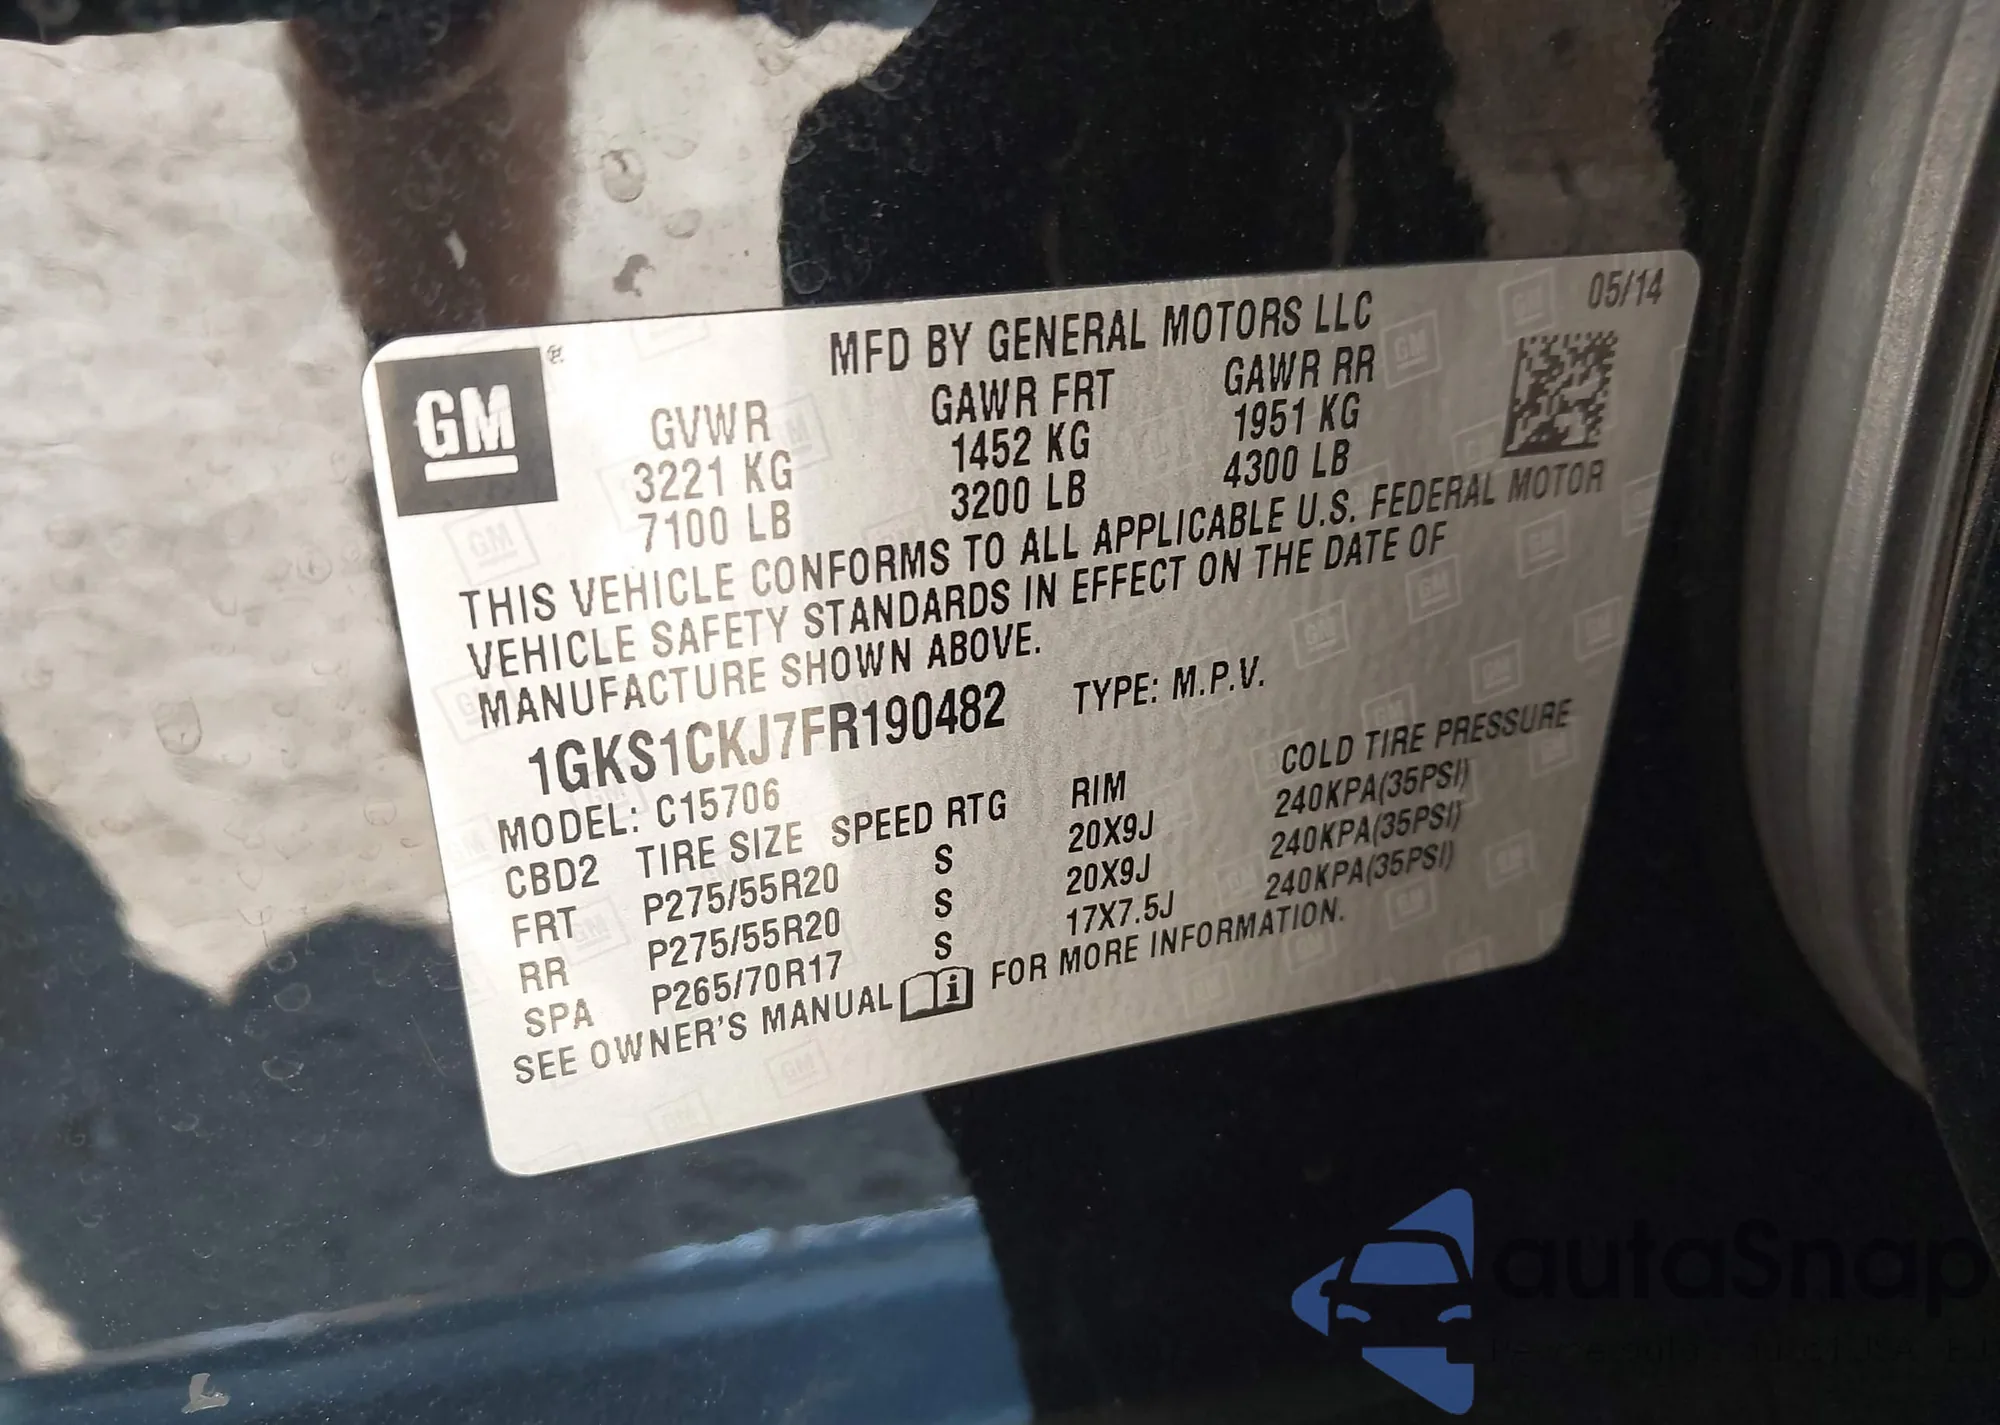 05/14
MFD BY GENERAL MOTORS LLC
GM®
GVWR GAWR FRT GAWR RR
3221 KG 1452 KG 1951 KG
7100 LB 3200 LB 4300 LB
THIS VEHICLE CONFORMS TO ALL APPLICABLE U.S. FEDERAL MOTOR
VEHICLE SAFETY STANDARDS IN EFFECT ON THE DATE OF
MANUFACTURE SHOWN ABOVE.
1GKS1CKJ7FR190482 TYPE: M.P.V.
MODEL: C15706
CBD2 TIRE SIZE SPEED RTG RIM COLD TIRE PRESSURE
FRT P275/55R20 S 20X9J 240KPA(35PSI)
RR P275/55R20 S 20X9J 240KPA(35PSI)
SPA P265/70R17 S 17X7.5J 240KPA(35PSI)
SEE OWNER'S MANUAL i FOR MORE INFORMATION.
autoSnap